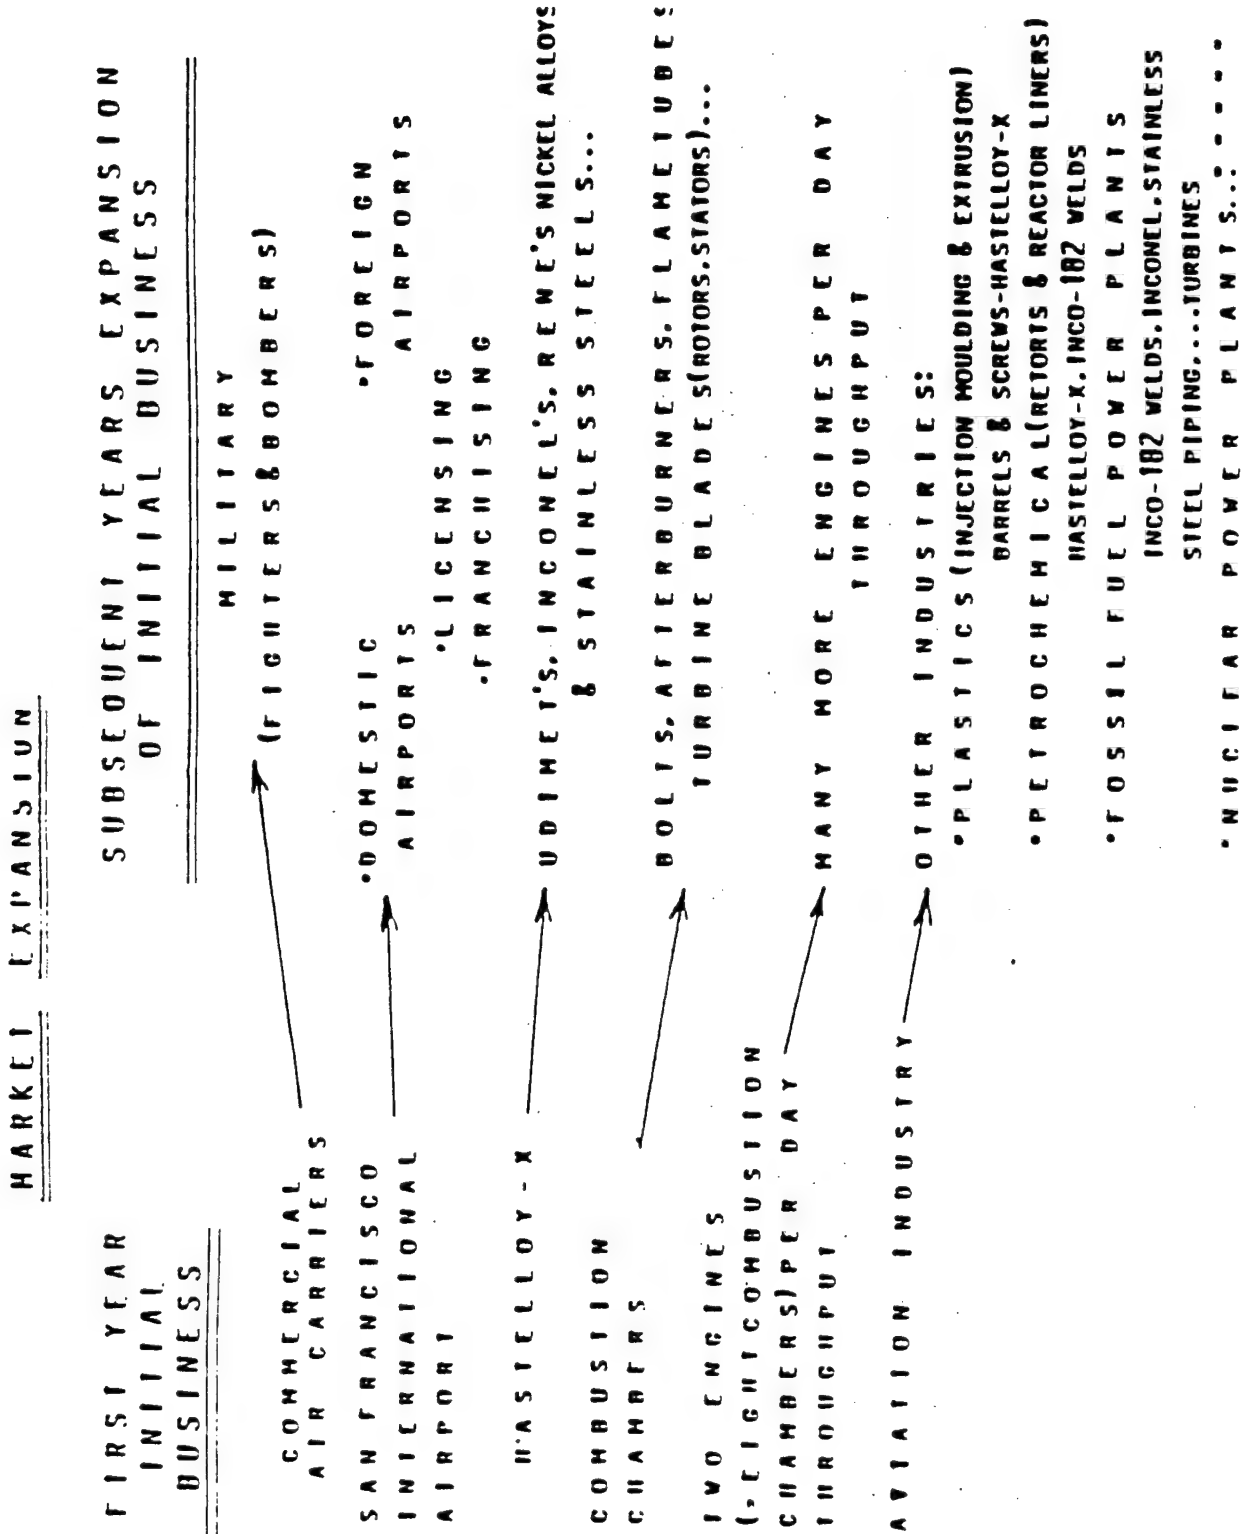 MARKET EXPANSION
FIRST YEAR
INITIAL
BUSINESS
COMMERCIAL
AIR CARRIERS
SAN FRANCISCO
INTERNATIONAL
AIRPORT
HASTELLOY-X
COMBUSTION
CHAMBERS
TWO ENGINES
(=EIGHT COMBUSTION
CHAMBERS) PER DAY
THROUGHPUT
AVIATION INDUSTRY
SUBSEQUENT YEARS EXPANSION
OF INITIAL BUSINESS
MILITARY
(FIGHTERS & BOMBERS)
•DOMESTIC
AIRPORTS
•FOREIGN
AIRPORTS
•LICENSING
•FRANCHISING
UDIMET'S, INCONEL'S, RENE'S NICKEL ALLOYS
& STAINLESS STEELS...
BOLTS, AFTERBURNERS, FLAMETUBES
TURBINE BLADES(ROTORS,STATORS)...
MANY MORE ENGINES PER DAY
THROUGHPUT
OTHER INDUSTRIES:
•PLASTICS(INJECTION MOULDING & EXTRUSION)
BARRELS & SCREWS-HASTELLOY-X
•PETROCHEMICAL(RETORTS & REACTOR LINERS)
HASTELLOY-X, INCO-182 WELDS
•FOSSIL FUEL POWER PLANTS
INCO-182 WELDS, INCONEL, STAINLESS
STEEL PIPING,...TURBINES
•NUCLEAR POWER PLANTS...